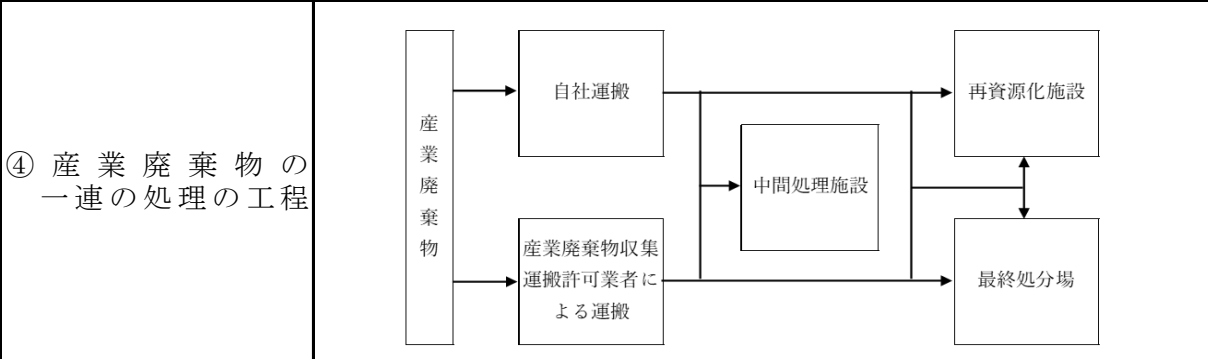 ④産業廃棄物の
一連の処理の工程
産業廃棄物
自社運搬
産業廃棄物収集
運搬許可業者に
よる運搬
中間処理施設
再資源化施設
最終処分場